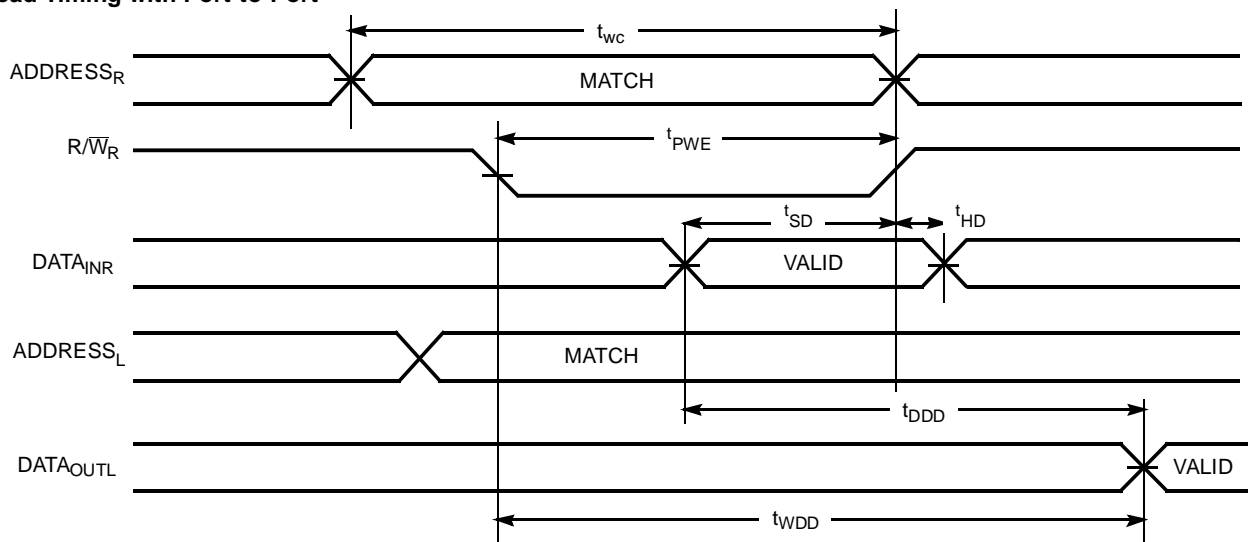 ead Timing with Port-to-Port
t_wc
ADDRESS_R
MATCH
R/W̅_R
t_PWE
t_SD
t_HD
DATA_INR
VALID
ADDRESS_L
MATCH
t_DDD
DATA_OUTL
VALID
t_WDD